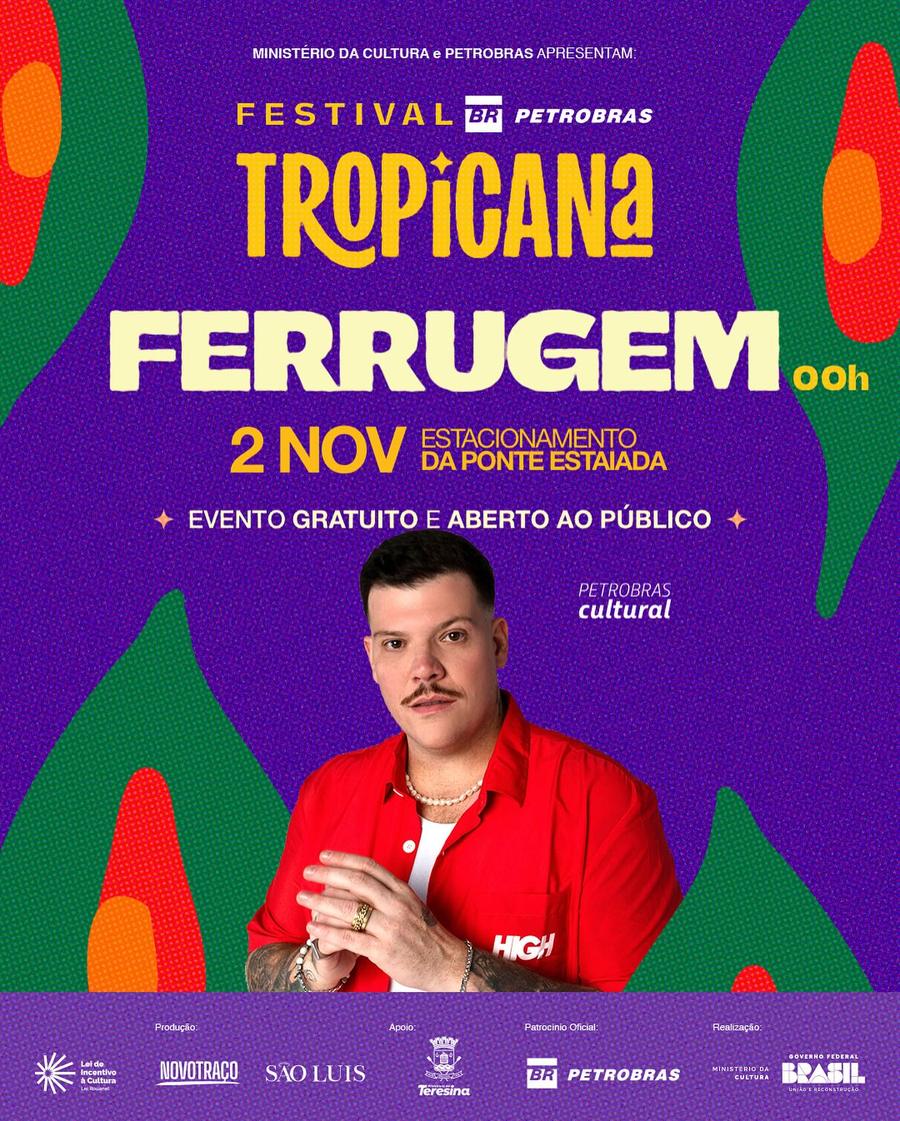 MINISTÉRIO DA CULTURA e PETROBRAS APRESENTAM:
FESTIVAL BR PETROBRAS
TROPiCANa
FERRUGEM 00h
2 NOV ESTACIONAMENTO
DA PONTE ESTAIADA
EVENTO GRATUITO E ABERTO AO PÚBLICO
PETROBRAS
cultural
HIGH
Produção:
Apoio:
Patrocínio Oficial:
Realização:
Lei de
Incentivo
à Cultura
Lei Rouanet
NOVOTRAÇO
SÃO LUIS
Teresina
BR PETROBRAS
MINISTÉRIO DA
CULTURA
GOVERNO FEDERAL
BRASIL
UNIÃO E RECONSTRUÇÃO